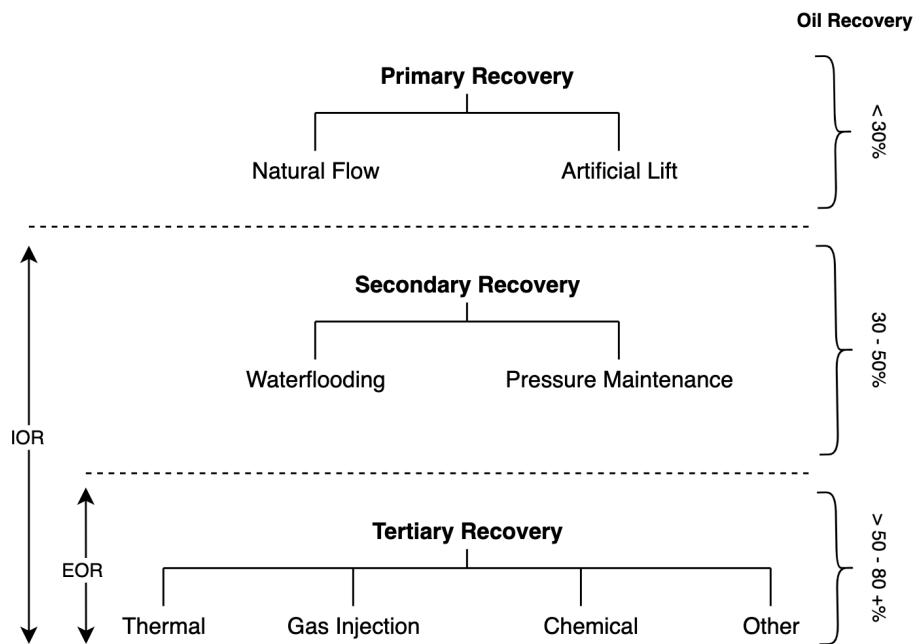 Oil Recovery
Primary Recovery
< 30%
Natural Flow
Artificial Lift
Secondary Recovery
30 - 50%
Waterflooding
Pressure Maintenance
IOR
Tertiary Recovery
> 50 - 80 +%
EOR
Thermal
Gas Injection
Chemical
Other